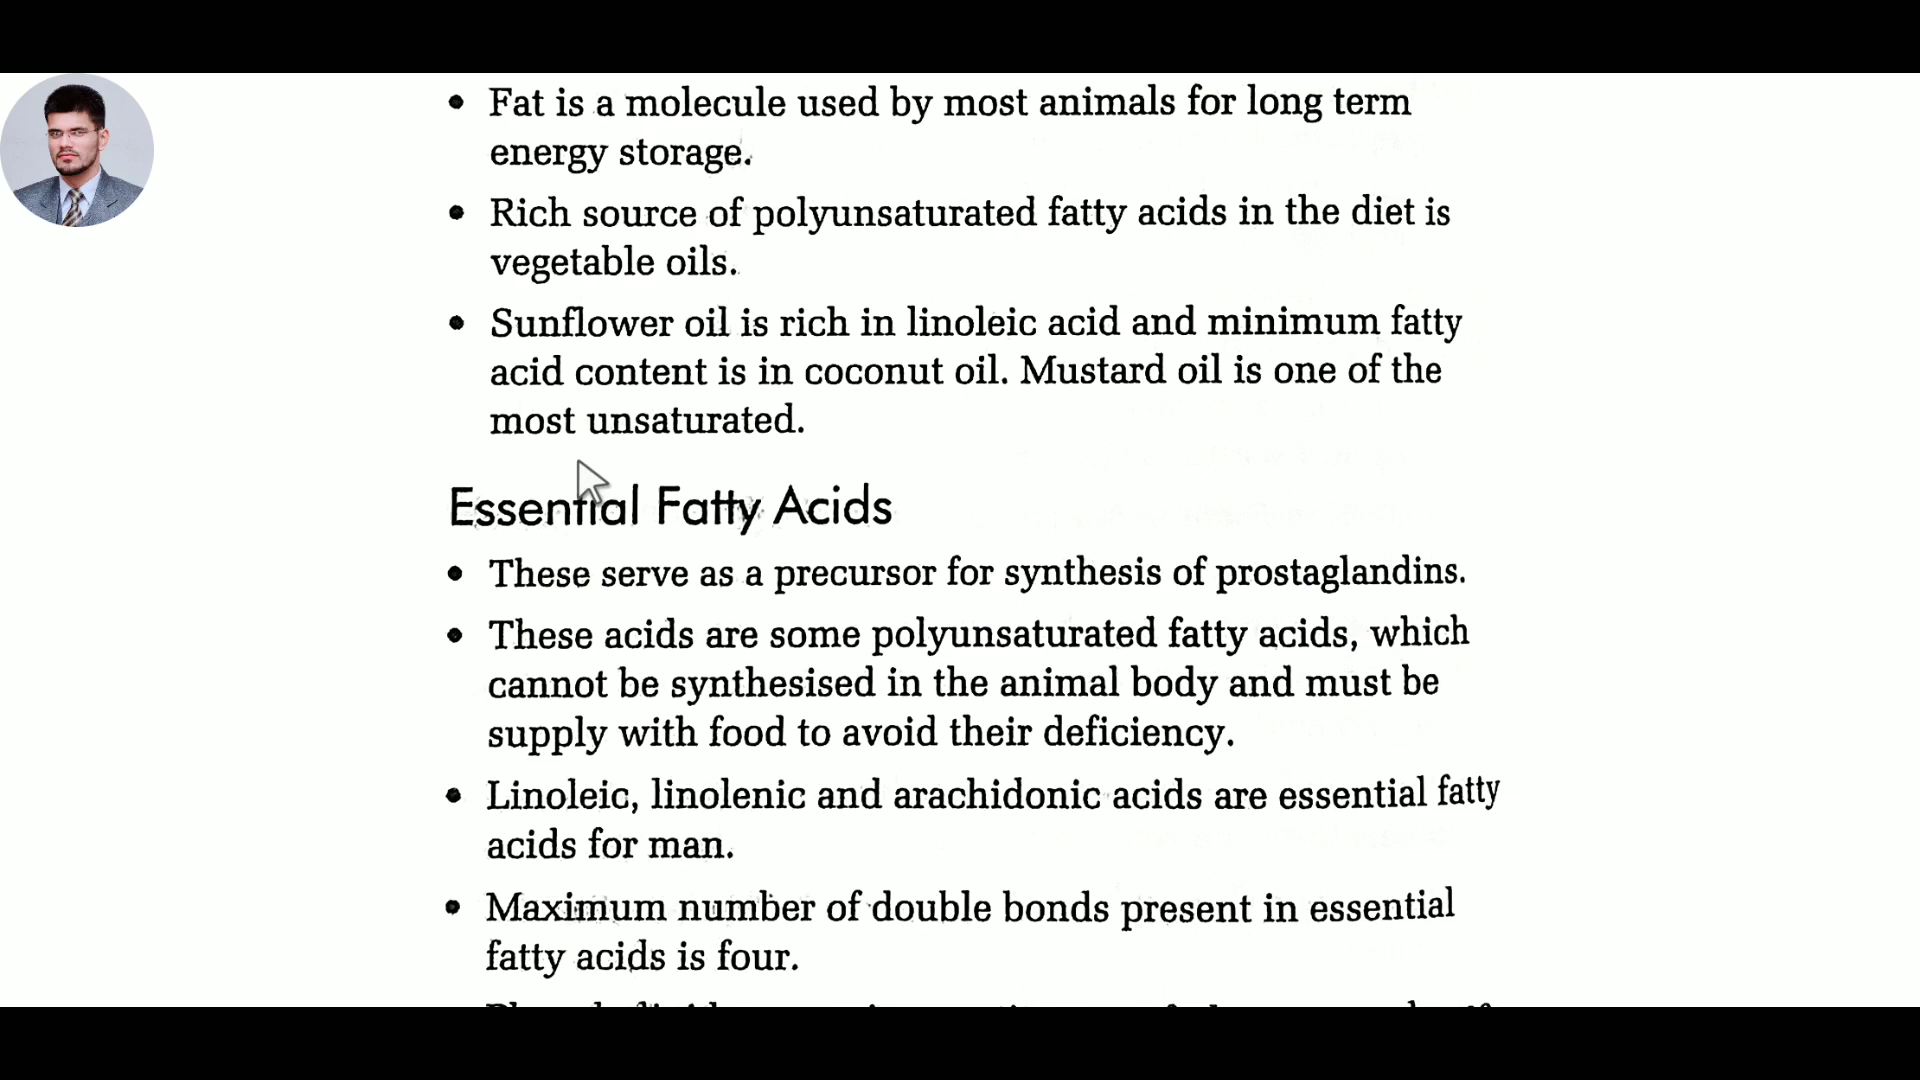 • Fat is a molecule used by most animals for long term
energy storage.
• Rich source of polyunsaturated fatty acids in the diet is
vegetable oils.
• Sunflower oil is rich in linoleic acid and minimum fatty
acid content is in coconut oil. Mustard oil is one of the
most unsaturated.
Essential Fatty Acids
• These serve as a precursor for synthesis of prostaglandins.
• These acids are some polyunsaturated fatty acids, which
cannot be synthesised in the animal body and must be
supply with food to avoid their deficiency.
• Linoleic, linolenic and arachidonic acids are essential fatty
acids for man.
• Maximum number of double bonds present in essential
fatty acids is four.